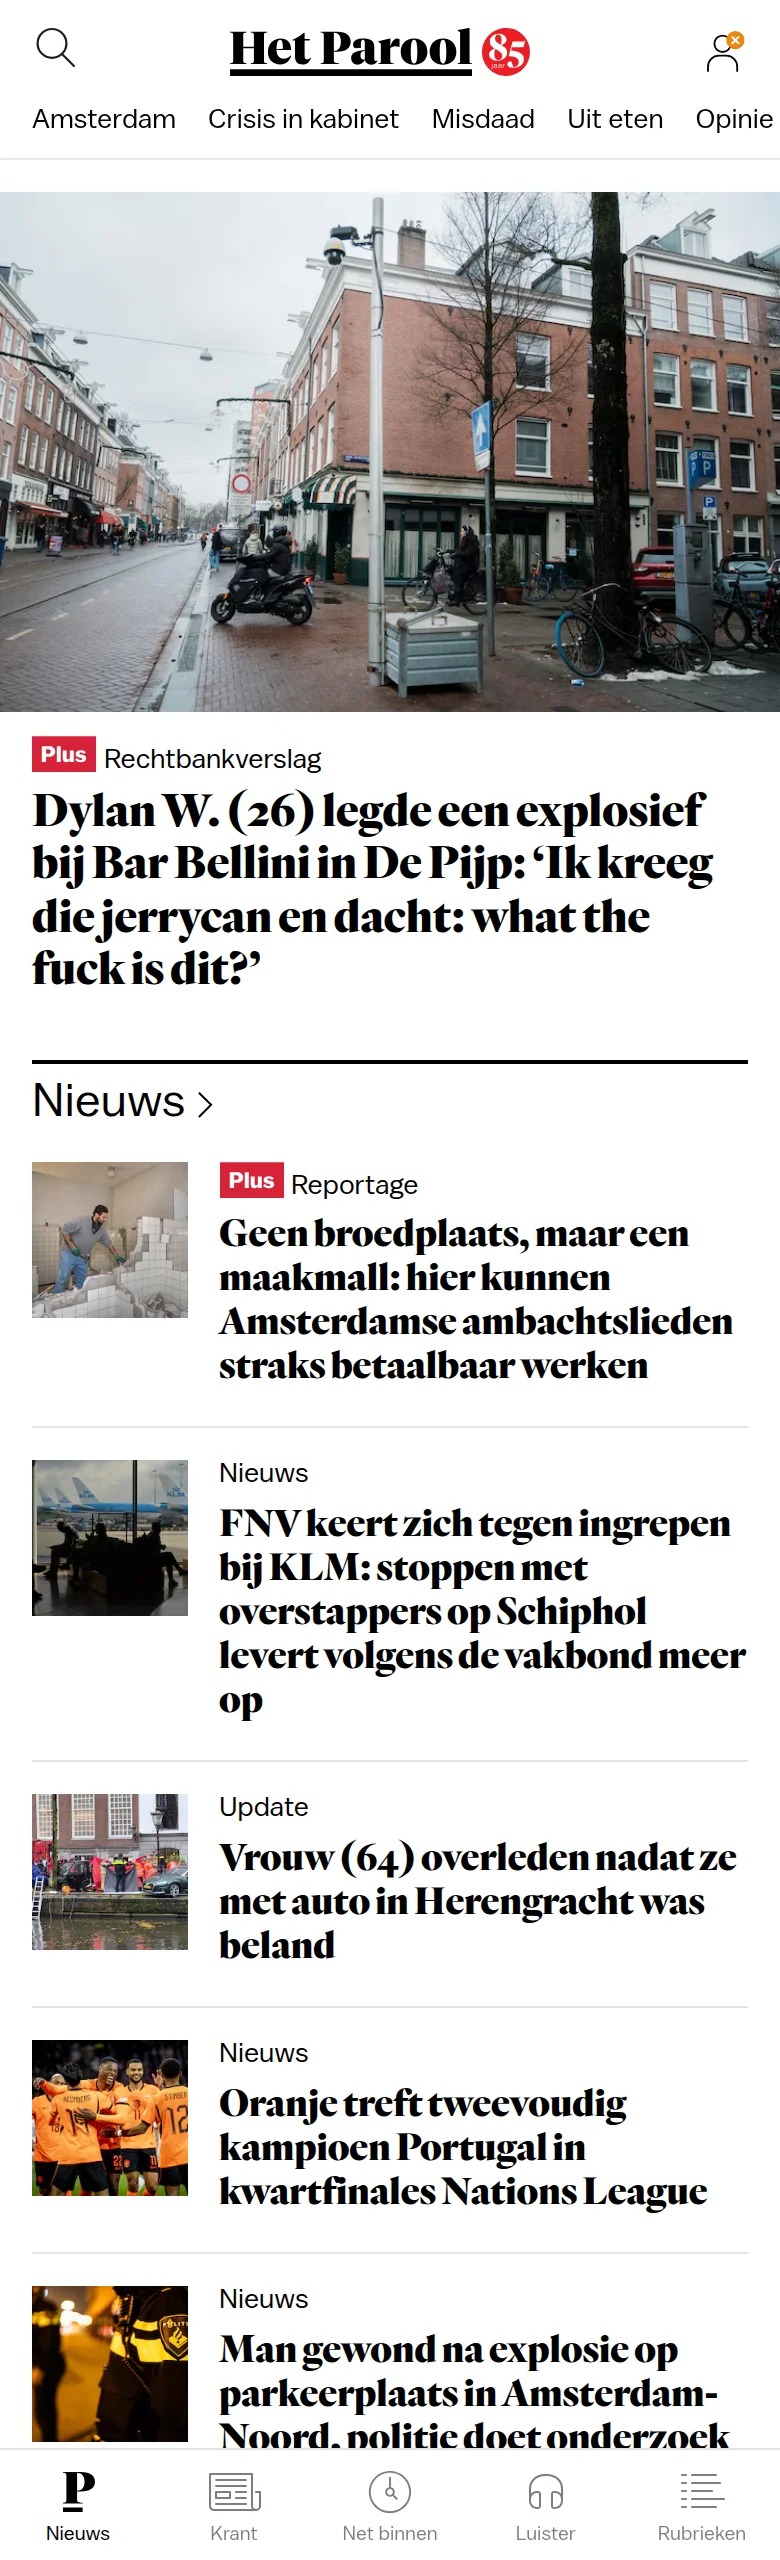 Het Parool 85 jaar
Amsterdam Crisis in kabinet Misdaad Uit eten Opinie
P P
P
Plus Rechtbankverslag
Dylan W. (26) legde een explosief
bij Bar Bellini in De Pijp: ‘Ik kreeg
die jerrycan en dacht: what the
fuck is dit?’
Nieuws
Plus Reportage
Geen broedplaats, maar een
maakmall: hier kunnen
Amsterdamse ambachtslieden
straks betaalbaar werken
KLM
Nieuws
FNV keert zich tegen ingrepen
bij KLM: stoppen met
overstappers op Schiphol
levert volgens de vakbond meer
op
Update
Vrouw (64) overleden nadat ze
met auto in Herengracht was
beland
Nieuws
Oranje treft tweevoudig
kampioen Portugal in
kwartfinales Nations League
J. TIMBER
12
22
Nieuws
Man gewond na explosie op
parkeerplaats in Amsterdam-
Noord, politie doet onderzoek
P
Nieuws Krant Net binnen Luister Rubrieken